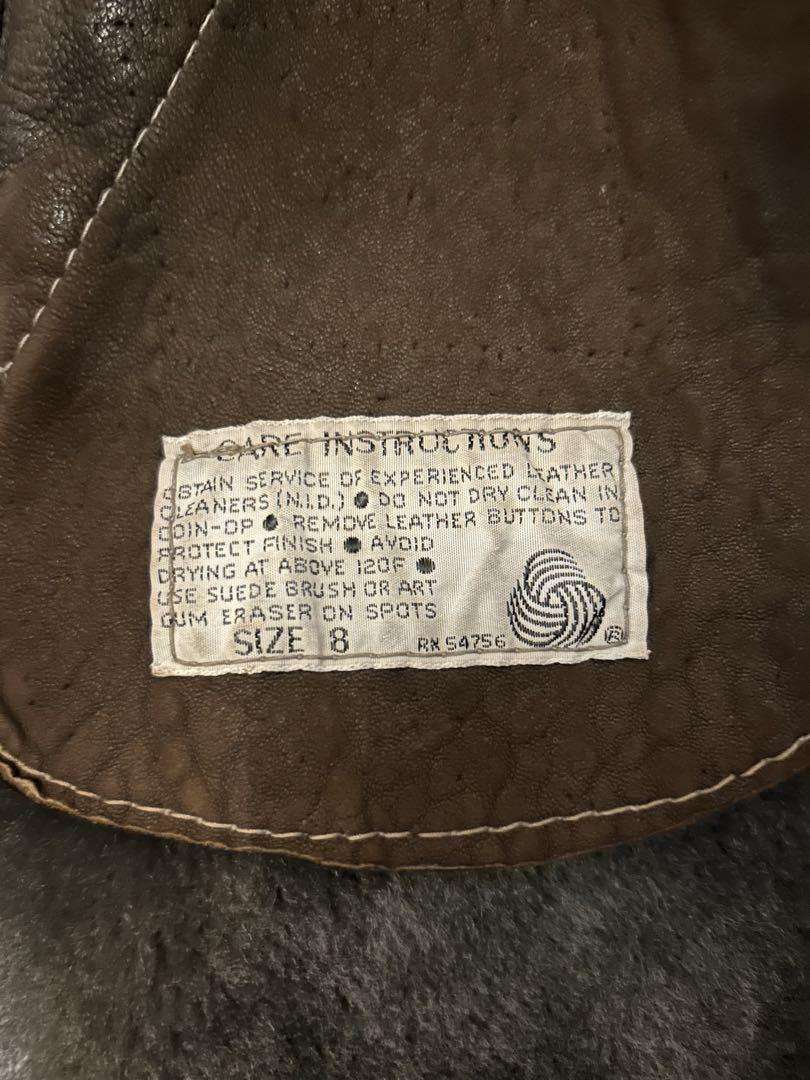 CARE INSTRUCTIONS
OBTAIN SERVICE OF EXPERIENCED LEATHER
CLEANERS (N.I.D.) ● DO NOT DRY CLEAN IN
COIN-OP ● REMOVE LEATHER BUTTONS TO
PROTECT FINISH ● AVOID
DRYING AT ABOVE 120F ●
USE SUEDE BRUSH OR ART
GUM ERASER ON SPOTS
SIZE 8 RN 54756 ®